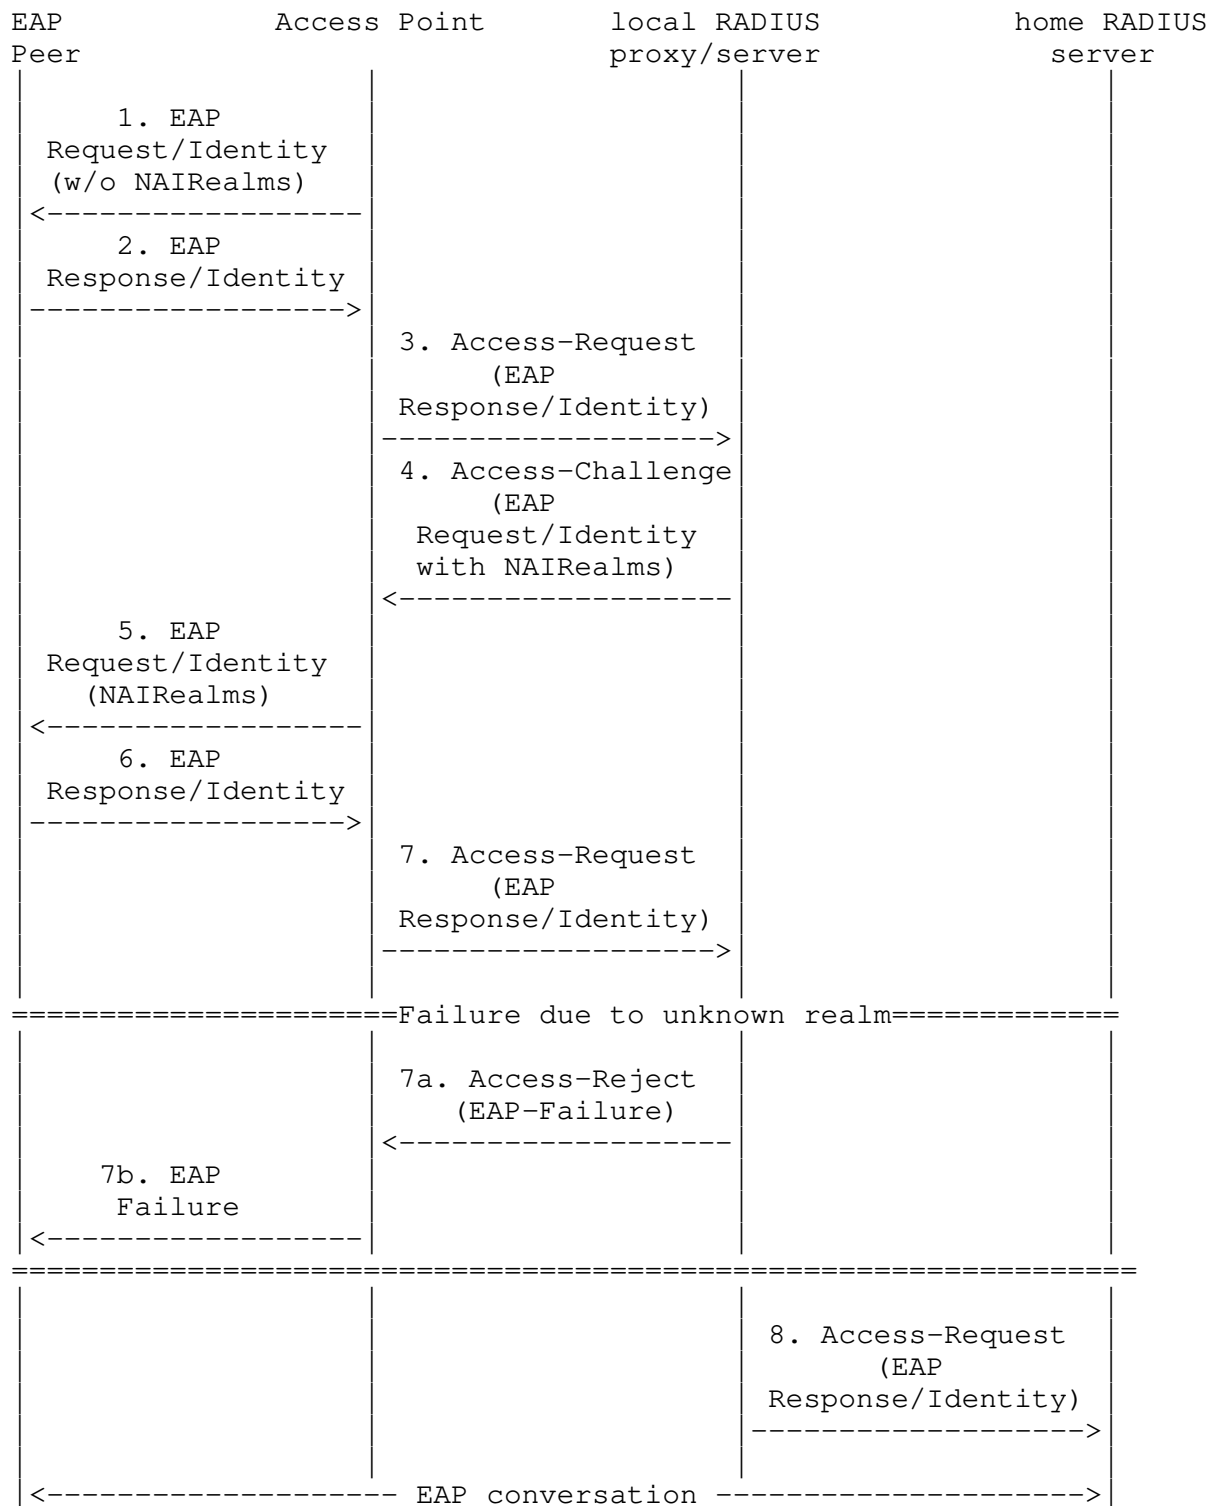 EAP Access Point local RADIUS home RADIUS
Peer proxy/server server
1. EAP
Request/Identity
(w/o NAIRealms)
<------------------
2. EAP
Response/Identity
------------------>
3. Access-Request
(EAP
Response/Identity)
------------------->
4. Access-Challenge
(EAP
Request/Identity
with NAIRealms)
<-------------------
5. EAP
Request/Identity
(NAIRealms)
<------------------
6. EAP
Response/Identity
------------------>
7. Access-Request
(EAP
Response/Identity)
------------------->
======================Failure due to unknown realm=============
7a. Access-Reject
(EAP-Failure)
<-------------------
7b. EAP
Failure
<------------------
================================================================
8. Access-Request
(EAP
Response/Identity)
------------------->
<-------------------- EAP conversation ---------------------->